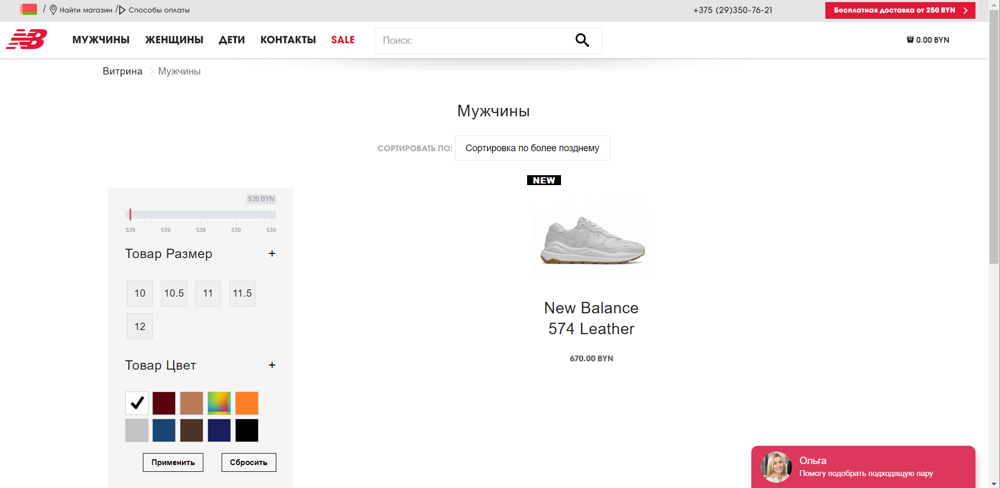 / Найти магазин / Способы оплаты
+375 (29)350-76-21
Бесплатная доставка от 250 BYN
NB
МУЖЧИНЫ ЖЕНЩИНЫ ДЕТИ КОНТАКТЫ SALE
Поиск:
0.00 BYN
Витрина Мужчины
Мужчины
СОРТИРОВАТЬ ПО: Сортировка по более позднему
NEW
539 BYN
539 539 539 539 539
Товар Размер +
10 10.5 11 11.5
12
Товар Цвет +
Применить Сбросить
N
New Balance
574 Leather
670.00 BYN
Ольга
Помогу подобрать подходящую пару